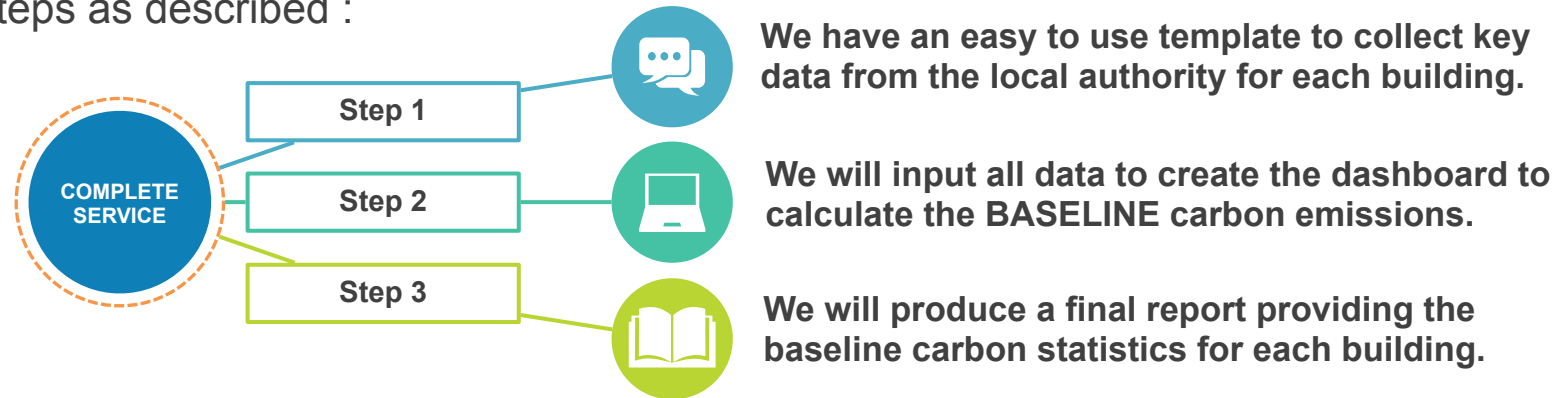 teps as described :
We have an easy to use template to collect key
data from the local authority for each building.
Step 1
COMPLETE
SERVICE
Step 2
We will input all data to create the dashboard to
calculate the BASELINE carbon emissions.
Step 3
We will produce a final report providing the
baseline carbon statistics for each building.